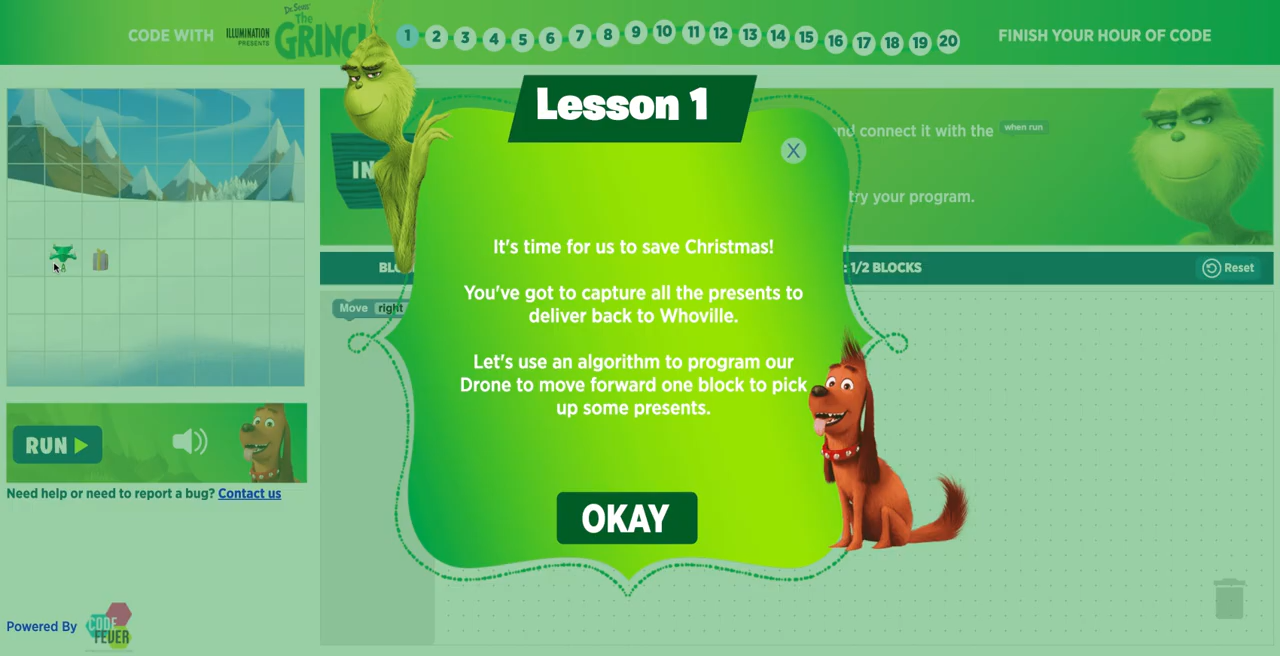 CODE WITH
ILLUMINATION
PRESENTS
Dr. Seuss'
The
GRINCH
1 2 3 4 5 6 7 8 9 10 11 12 13 14 15 16 17 18 19 20
FINISH YOUR HOUR OF CODE
Lesson 1
X
and connect it with the when run
IN
try your program.
BLO
: 1/2 BLOCKS
Reset
Move right
It's time for us to save Christmas!
You've got to capture all the presents to
deliver back to Whoville.
Let's use an algorithm to program our
Drone to move forward one block to pick
up some presents.
OKAY
RUN
Need help or need to report a bug? Contact us
Powered By
CODE
FEVER